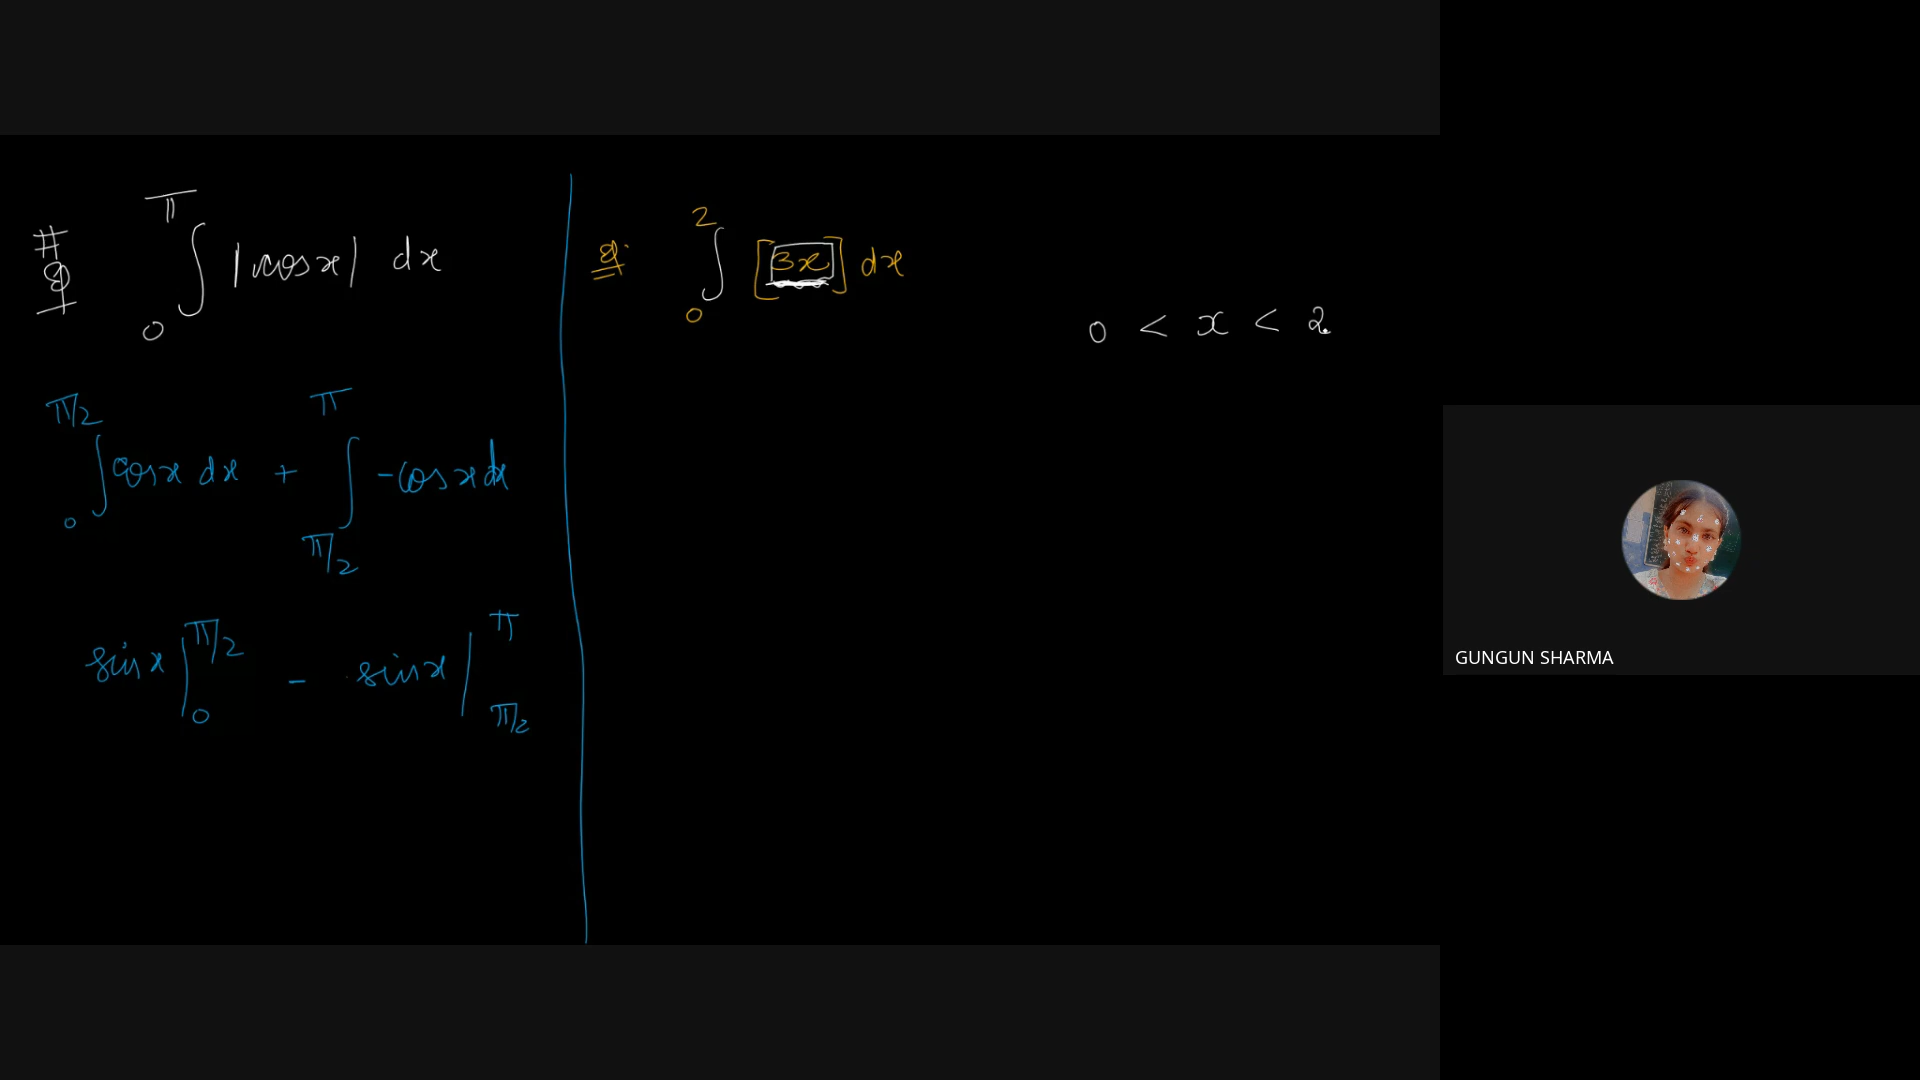 # Q ∫₀^π |cosx| dx
∫₀^{π/2} cosx dx + ∫_{π/2}^π -cosx dx
sinx |₀^{π/2} - sinx |_{π/2}^π
Q. ∫₀² [3x] dx
0 < x < 2
GUNGUN SHARMA